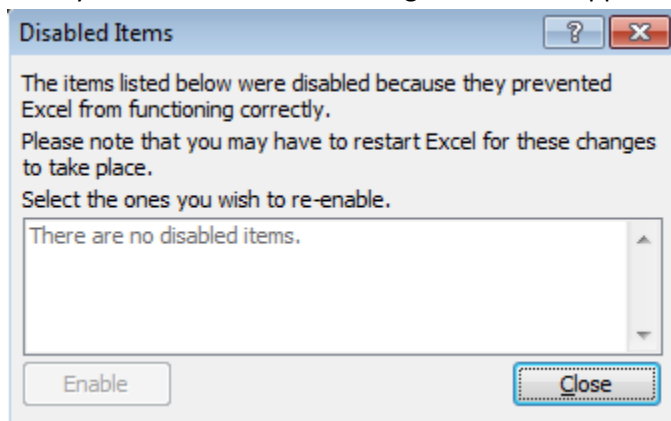 Disabled Items
?
The items listed below were disabled because they prevented
Excel from functioning correctly.
Please note that you may have to restart Excel for these changes
to take place.
Select the ones you wish to re-enable.
There are no disabled items.
Enable Close